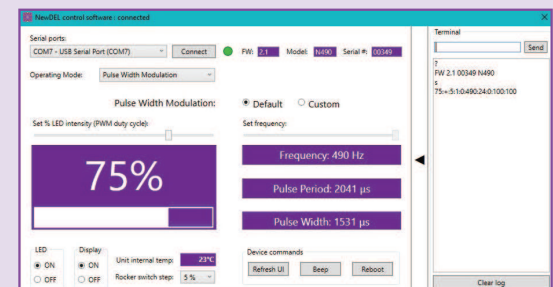 NewDEL control software : connected
Serial ports:
COM7 - USB Serial Port (COM7)
Connect
FW: 2.1 Model: N490 Serial #: 00349
Operating Mode: Pulse Width Modulation
Pulse Width Modulation:
Default Custom
Set % LED intensity (PWM duty cycle):
Set frequency:
75%
Frequency: 490 Hz
Pulse Period: 2041 µs
Pulse Width: 1531 µs
LED
ON
OFF
Display
ON
OFF
Unit internal temp: 23°C
Rocker switch step: 5 %
Device commands
Refresh UI Beep Reboot
Terminal
Send
?
FW 2.1 00349 N490
s
75:+:5:1:0:490:24:0:100:100
Clear log